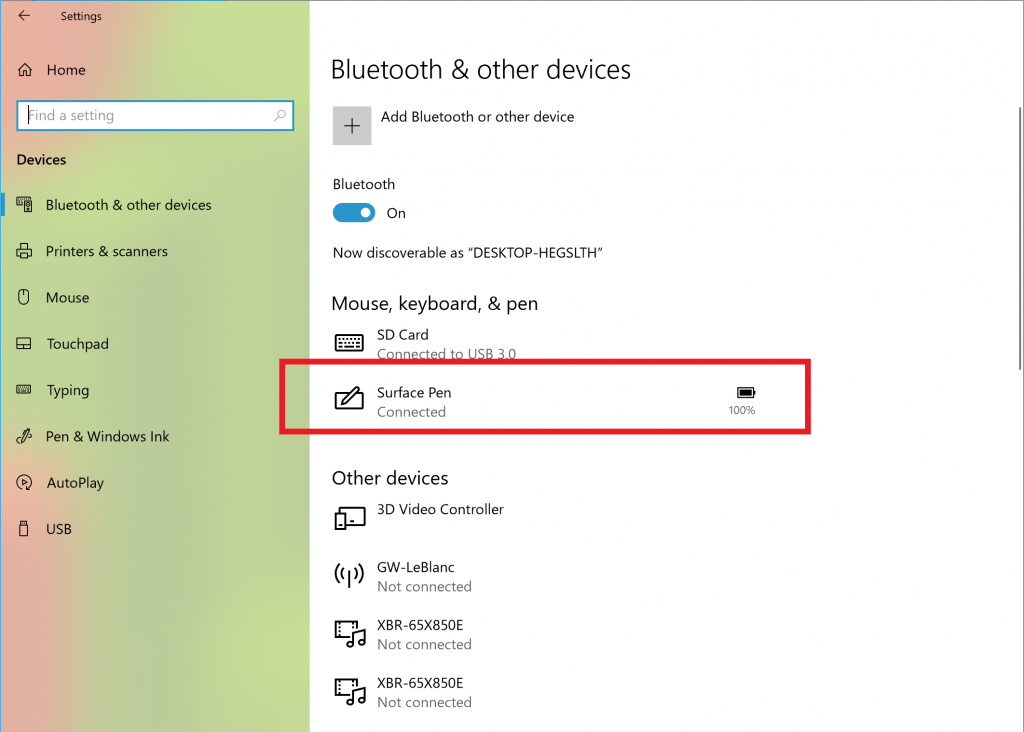 Settings
Home
Find a setting
Devices
Bluetooth & other devices
Printers & scanners
Mouse
Touchpad
Typing
Pen & Windows Ink
AutoPlay
USB
Bluetooth & other devices
Add Bluetooth or other device
Bluetooth
On
Now discoverable as “DESKTOP-HEGSLTH”
Mouse, keyboard, & pen
SD Card
Connected to USB 3.0
Surface Pen
Connected
100%
Other devices
3D Video Controller
GW-LeBlanc
Not connected
XBR-65X850E
Not connected
XBR-65X850E
Not connected